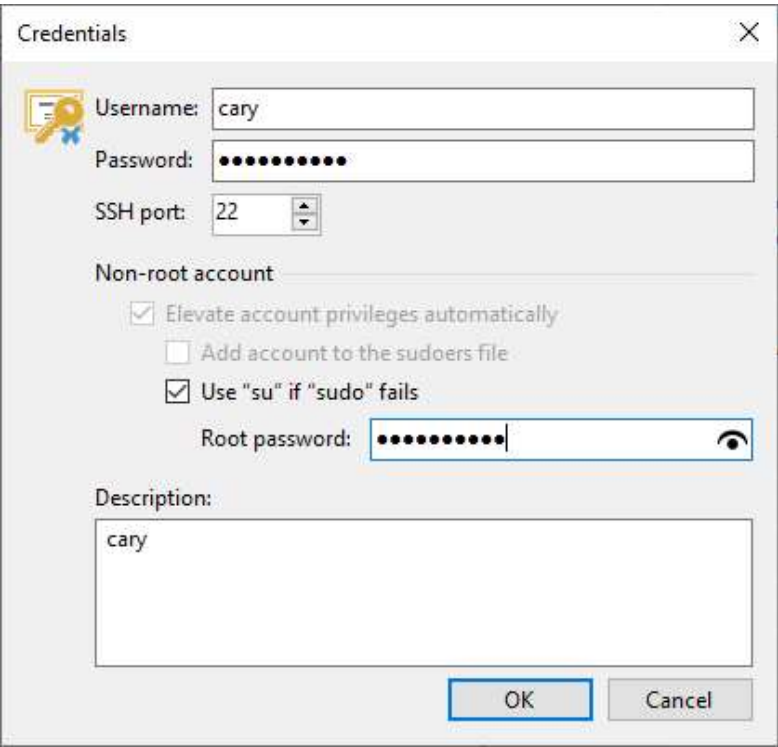 Credentials
Username: cary
Password: ●●●●●●●●●●
SSH port: 22
Non-root account
Elevate account privileges automatically
Add account to the sudoers file
Use "su" if "sudo" fails
Root password: ●●●●●●●●●●
Description:
cary
OK Cancel